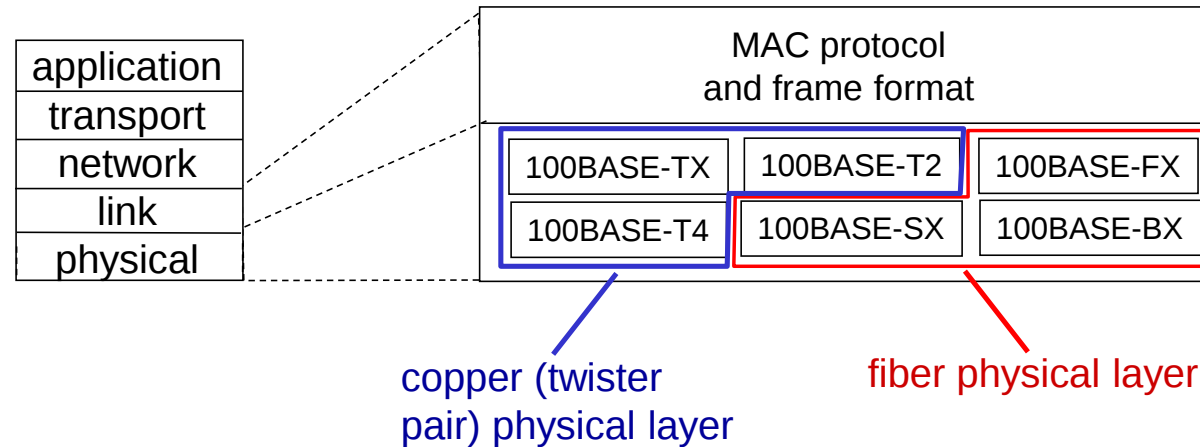 application
transport
network
link
physical
MAC protocol
and frame format
100BASE-TX
100BASE-T2
100BASE-FX
100BASE-T4
100BASE-SX
100BASE-BX
copper (twister
pair) physical layer
fiber physical layer